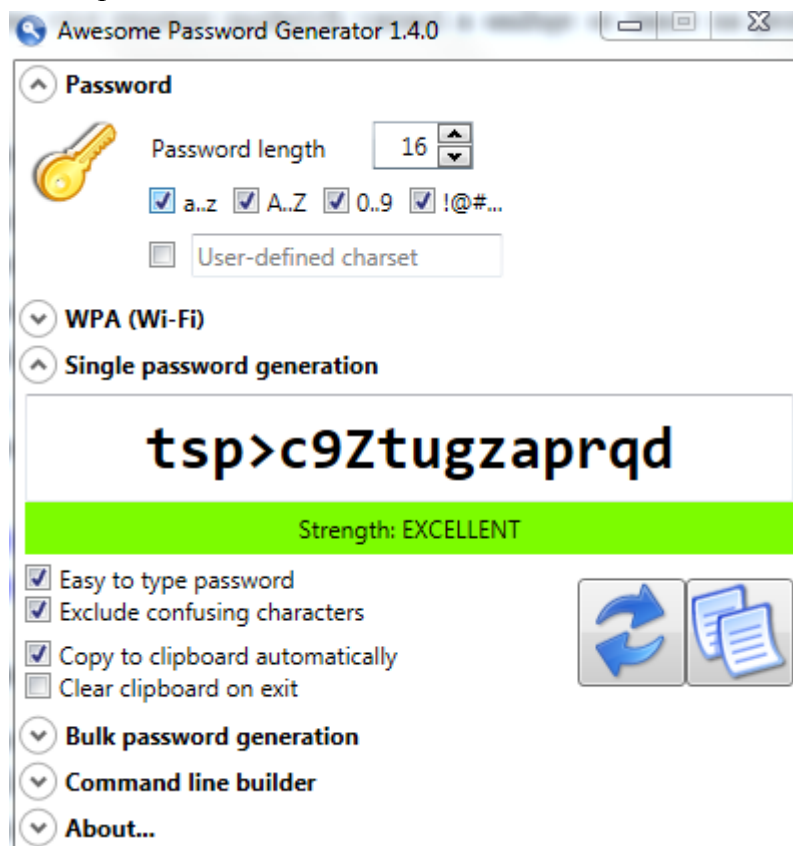 Awesome Password Generator 1.4.0
Password
Password length 16
a..z A..Z 0..9 !@#...
User-defined charset
WPA (Wi-Fi)
Single password generation
tsp>c9Ztugzaprqd
Strength: EXCELLENT
Easy to type password
Exclude confusing characters
Copy to clipboard automatically
Clear clipboard on exit
Bulk password generation
Command line builder
About...